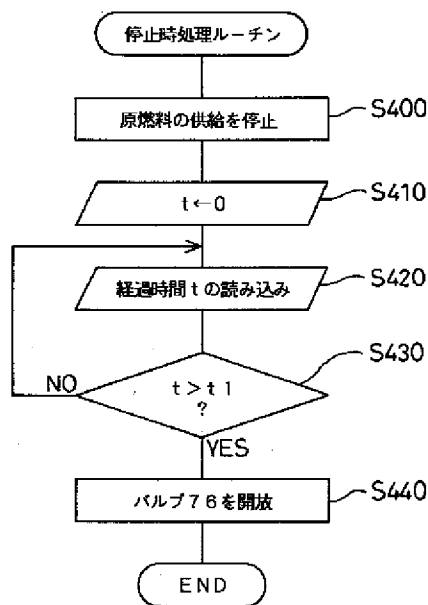 停止時処理ルーチン
原燃料の供給を停止
S400
t←0
S410
経過時間tの読み込み
S420
S430
t>t1
?
NO
YES
バルブ76を開放
S440
END